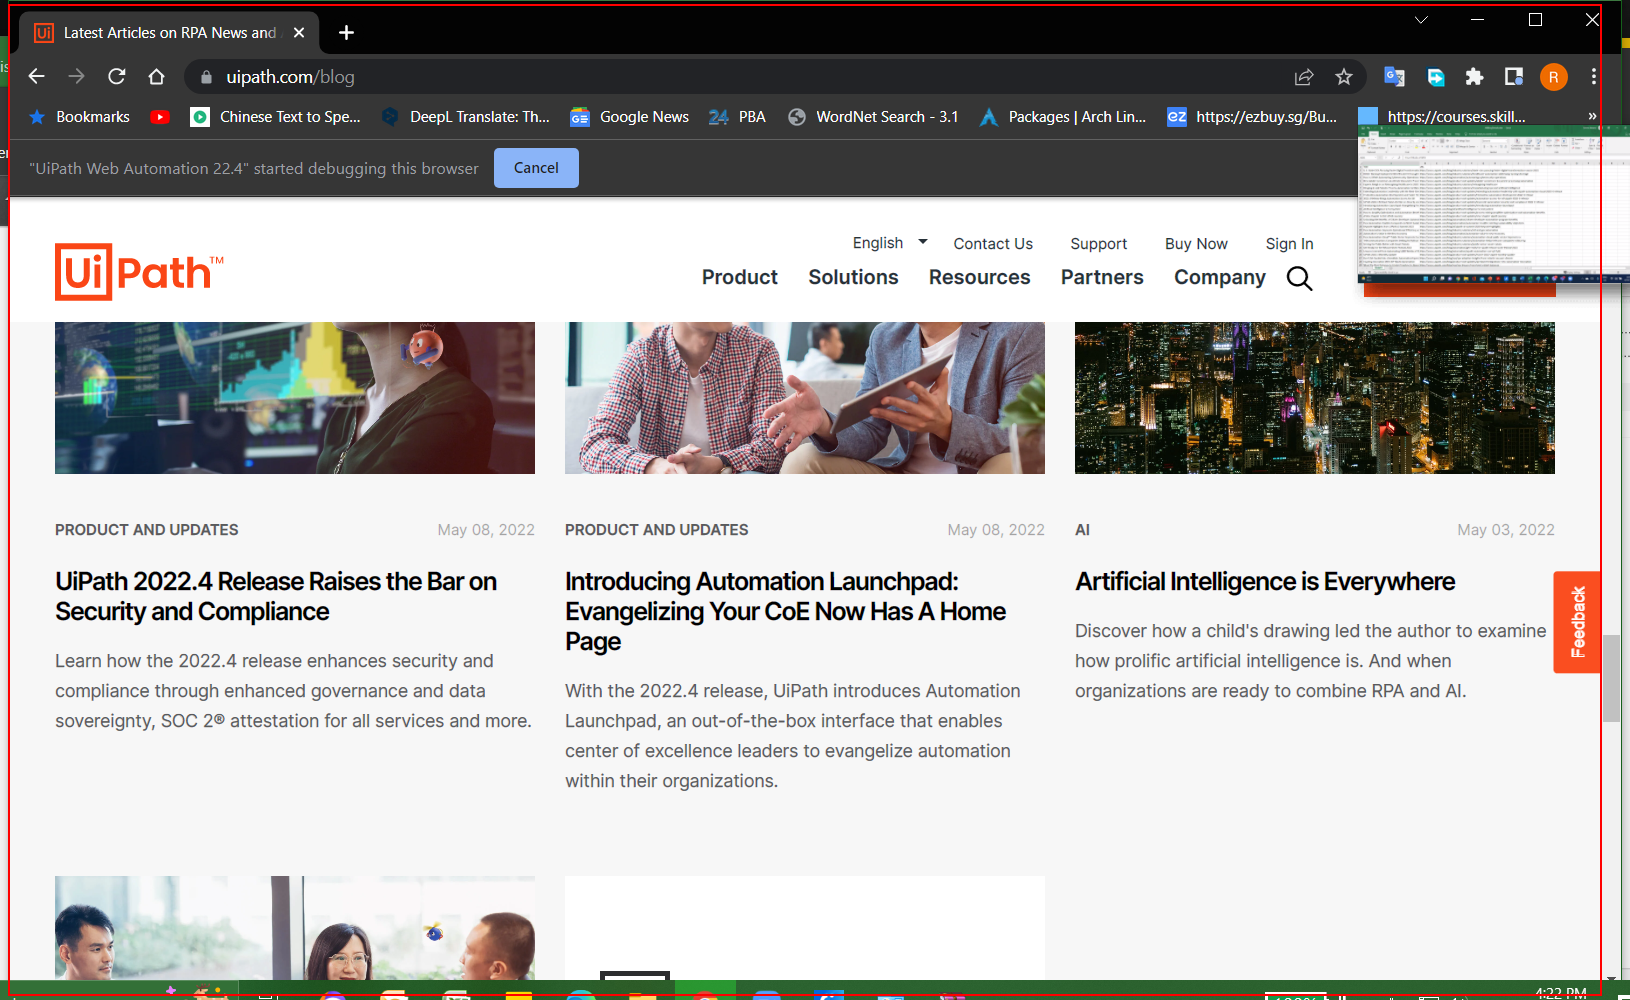 Latest Articles on RPA News and
uipath.com/blog
R
Bookmarks
Chinese Text to Spe...
DeepL Translate: Th...
Google News
24 PBA
WordNet Search - 3.1
Packages | Arch Lin...
ez https://ezbuy.sg/Bu...
https://courses.skill...
»
"UiPath Web Automation 22.4" started debugging this browser
Cancel
UiPath™
English
Contact Us
Support
Buy Now
Sign In
Product
Solutions
Resources
Partners
Company
PRODUCT AND UPDATES
May 08, 2022
UiPath 2022.4 Release Raises the Bar on
Security and Compliance
Learn how the 2022.4 release enhances security and
compliance through enhanced governance and data
sovereignty, SOC 2® attestation for all services and more.
PRODUCT AND UPDATES
May 08, 2022
Introducing Automation Launchpad:
Evangelizing Your CoE Now Has A Home
Page
With the 2022.4 release, UiPath introduces Automation
Launchpad, an out-of-the-box interface that enables
center of excellence leaders to evangelize automation
within their organizations.
AI
May 03, 2022
Artificial Intelligence is Everywhere
Discover how a child's drawing led the author to examine
how prolific artificial intelligence is. And when
organizations are ready to combine RPA and AI.
Feedback
4:22 PM